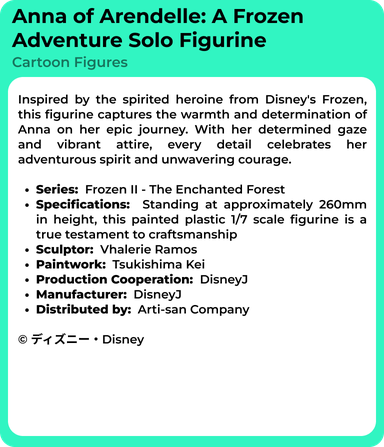 Anna of Arendelle: A Frozen
Adventure Solo Figurine
Cartoon Figures
Inspired by the spirited heroine from Disney's Frozen,
this figurine captures the warmth and determination of
Anna on her epic journey. With her determined gaze
and vibrant attire, every detail celebrates her
adventurous spirit and unwavering courage.
• Series: Frozen II - The Enchanted Forest
• Specifications: Standing at approximately 260mm
in height, this painted plastic 1/7 scale figurine is a
true testament to craftsmanship
• Sculptor: Vhalerie Ramos
• Paintwork: Tsukishima Kei
• Production Cooperation: DisneyJ
• Manufacturer: DisneyJ
• Distributed by: Arti-san Company
© ディズニー・Disney